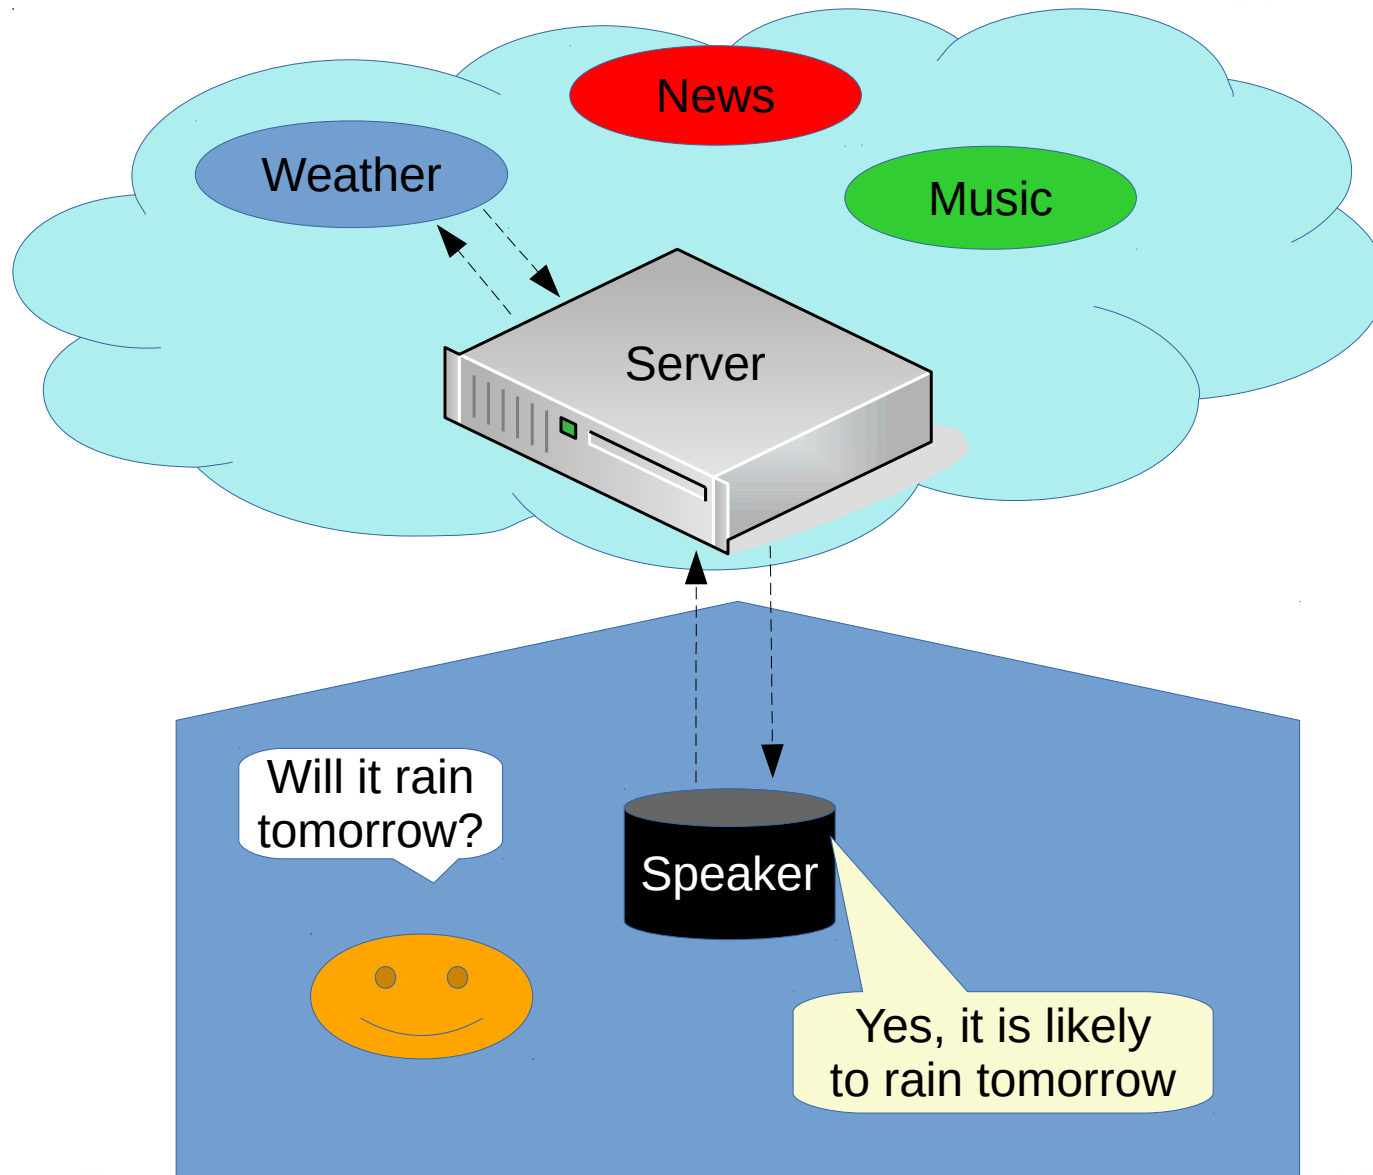 News
Weather
Music
Server
Will it rain
tomorrow?
Speaker
Yes, it is likely
to rain tomorrow